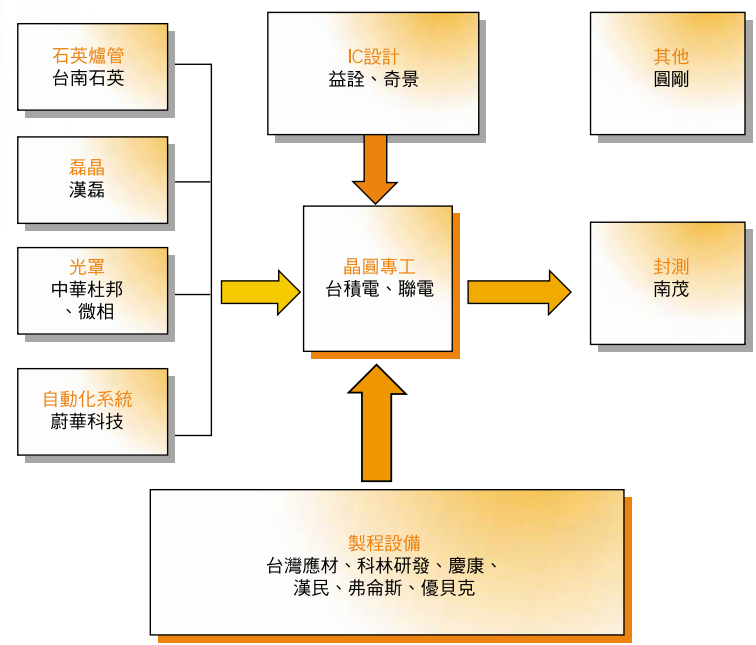 石英爐管
台南石英
磊晶
漢磊
光罩
中華杜邦
、微相
自動化系統
蔚華科技
IC設計
益詮、奇景
晶圓專工
台積電、聯電
製程設備
台灣應材、科林研發、慶康、
漢民、弗侖斯、優貝克
其他
圓剛
封測
南茂